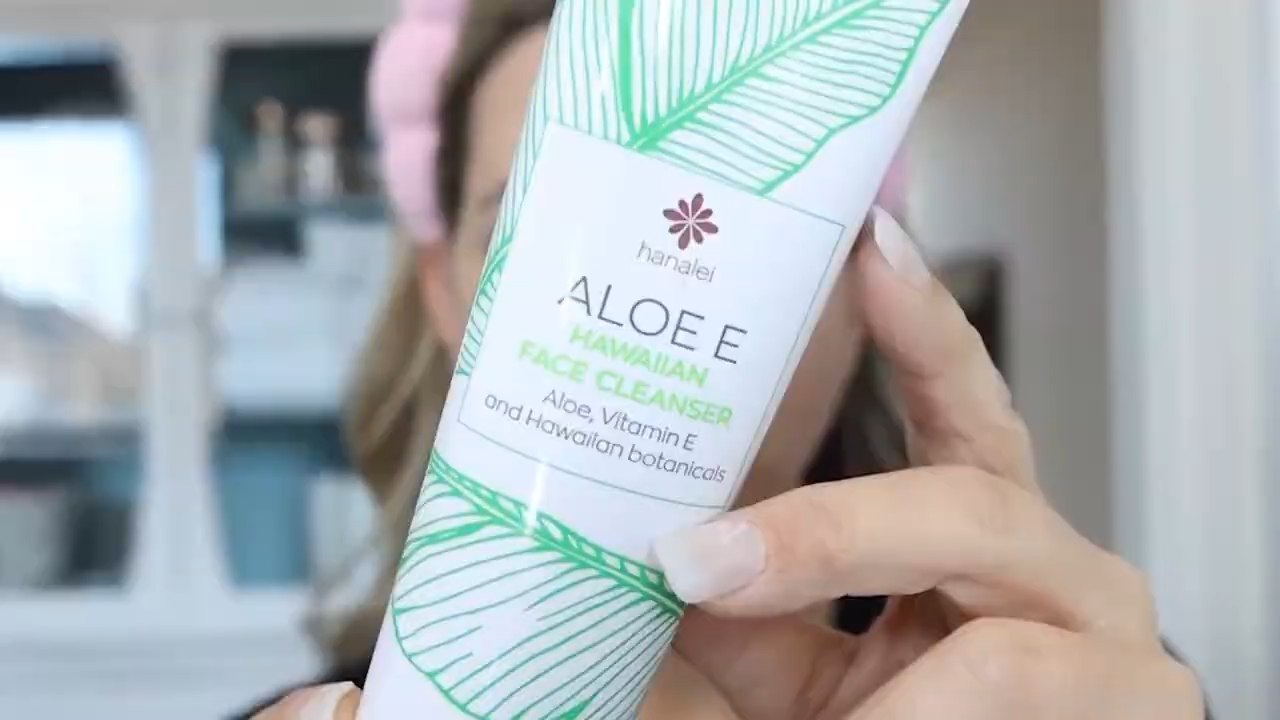 hanalei
ALOE E
HAWAIIAN
FACE CLEANSER
Aloe, Vitamin E
and Hawaiian botanicals